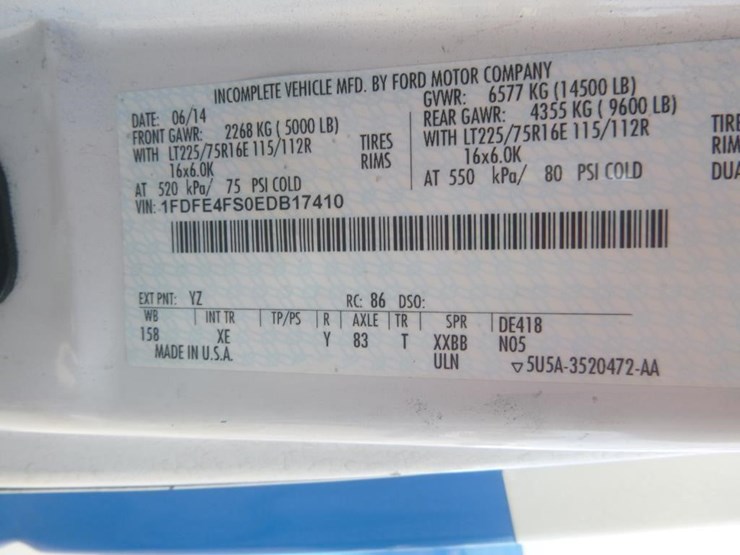 INCOMPLETE VEHICLE MFD. BY FORD MOTOR COMPANY
DATE: 06/14
GVWR: 6577 KG (14500 LB)
FRONT GAWR: 2268 KG ( 5000 LB)
REAR GAWR: 4355 KG ( 9600 LB)
WITH LT225/75R16E 115/112R TIRES
WITH LT225/75R16E 115/112R TIRE
16x6.0K RIMS
16x6.0K RIM
AT 520 kPa/ 75 PSI COLD
AT 550 kPa/ 80 PSI COLD DUA
VIN: 1FDFE4FS0EDB17410
EXT PNT: YZ RC: 86 DSO:
WB | INT TR | TP/PS | R | AXLE | TR | SPR | DE418
158 XE Y 83 T XXBB N05
MADE IN U.S.A. ULN ▽5U5A-3520472-AA